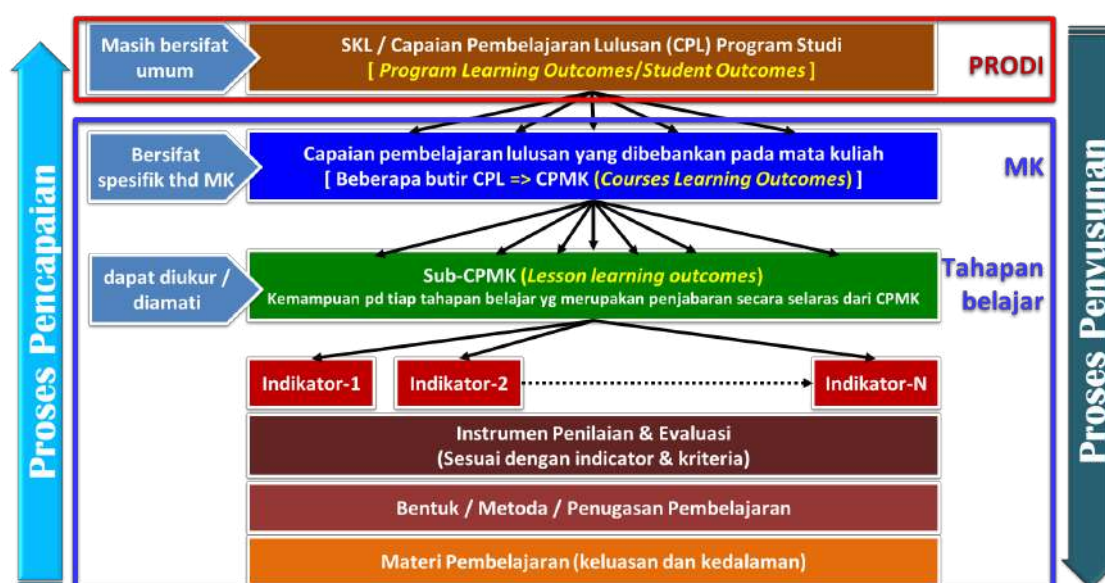 Proses Pencapaian
Masih bersifat
umum
SKL / Capaian Pembelajaran Lulusan (CPL) Program Studi
[ Program Learning Outcomes/Student Outcomes ]
PRODI
Bersifat
spesifik thd MK
Capaian pembelajaran lulusan yang dibebankan pada mata kuliah
[ Beberapa butir CPL => CPMK (Courses Learning Outcomes) ]
MK
dapat diukur /
diamati
Sub-CPMK (Lesson learning outcomes)
Kemampuan pd tiap tahapan belajar yg merupakan penjabaran secara selaras dari CPMK
Tahapan
belajar
Indikator-1
Indikator-2
Indikator-N
Instrumen Penilaian & Evaluasi
(Sesuai dengan indicator & kriteria)
Bentuk / Metoda / Penugasan Pembelajaran
Materi Pembelajaran (keluasan dan kedalaman)
Proses Penyusunan